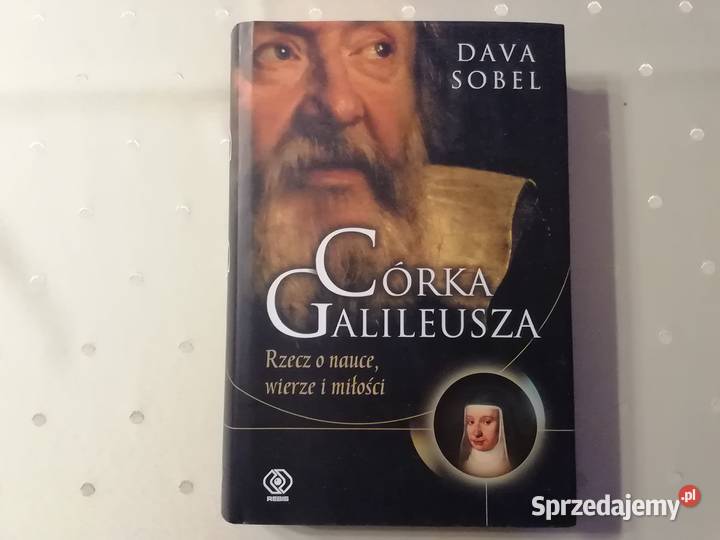 DAVA
SOBEL
CÓRKA
GALILEUSZA
Rzecz o nauce,
wierze i miłości
REBIS
Sprzedajemy.pl